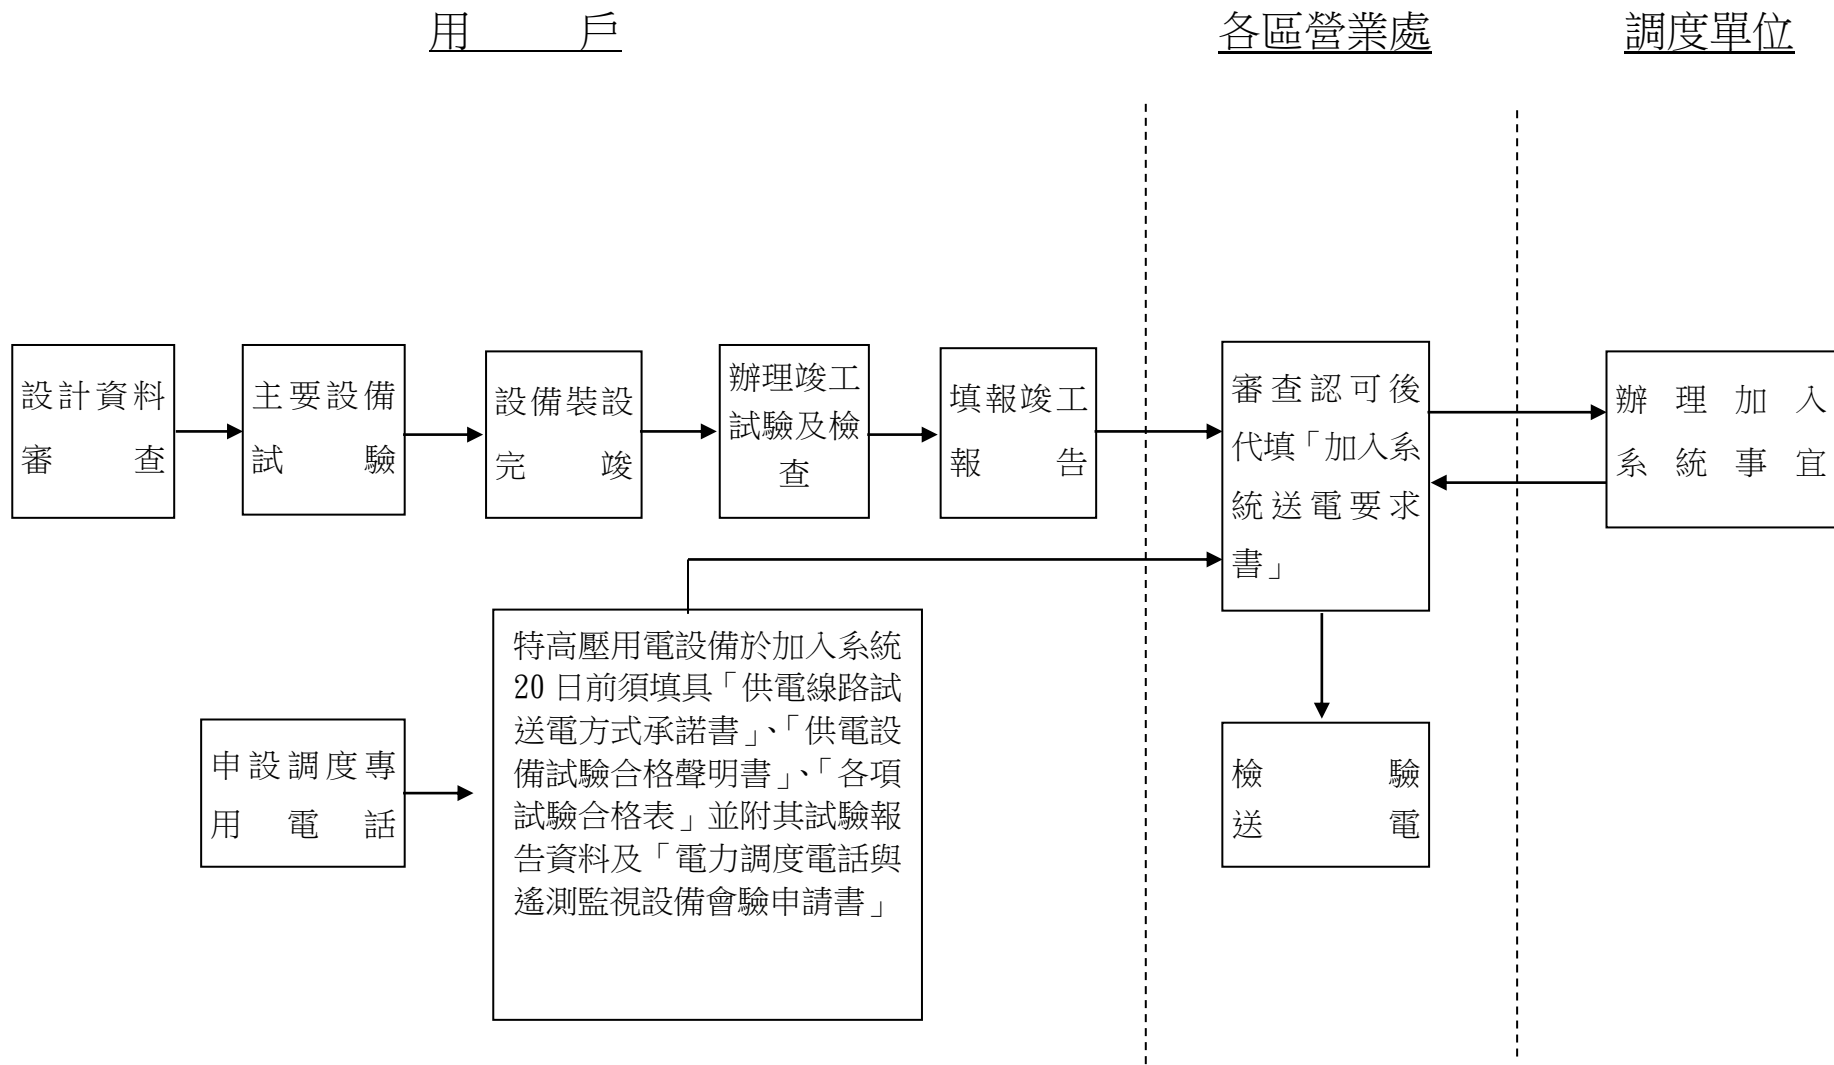 用 戶
各區營業處
調度單位
設計資料
審 查
主要設備
試 驗
設備裝設
完 竣
辦理竣工
試驗及檢
查
填報竣工
報 告
審查認可後
代填「加入系
統送電要求
書」
辦理加入
系統事宜
特高壓用電設備於加入系統
20 日前須填具「供電線路試
送電方式承諾書」、「供電設
備試驗合格聲明書」、「各項
試驗合格表」並附其試驗報
告資料及「電力調度電話與
遙測監視設備會驗申請書」
申設調度專
用電話
檢 驗
送 電